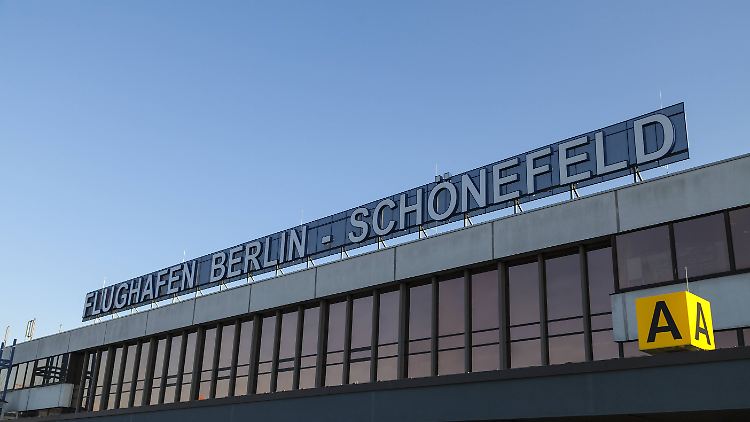 FLUGHAFEN BERLIN - SCHÖNEFELD
A A